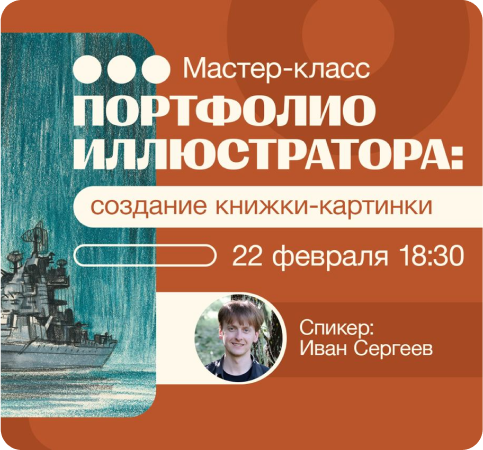 Мастер-класс
ПОРТФОЛИО
ИЛЛЮСТРАТОРА:
создание книжки-картинки
22 февраля 18:30
Спикер:
Иван Сергеев